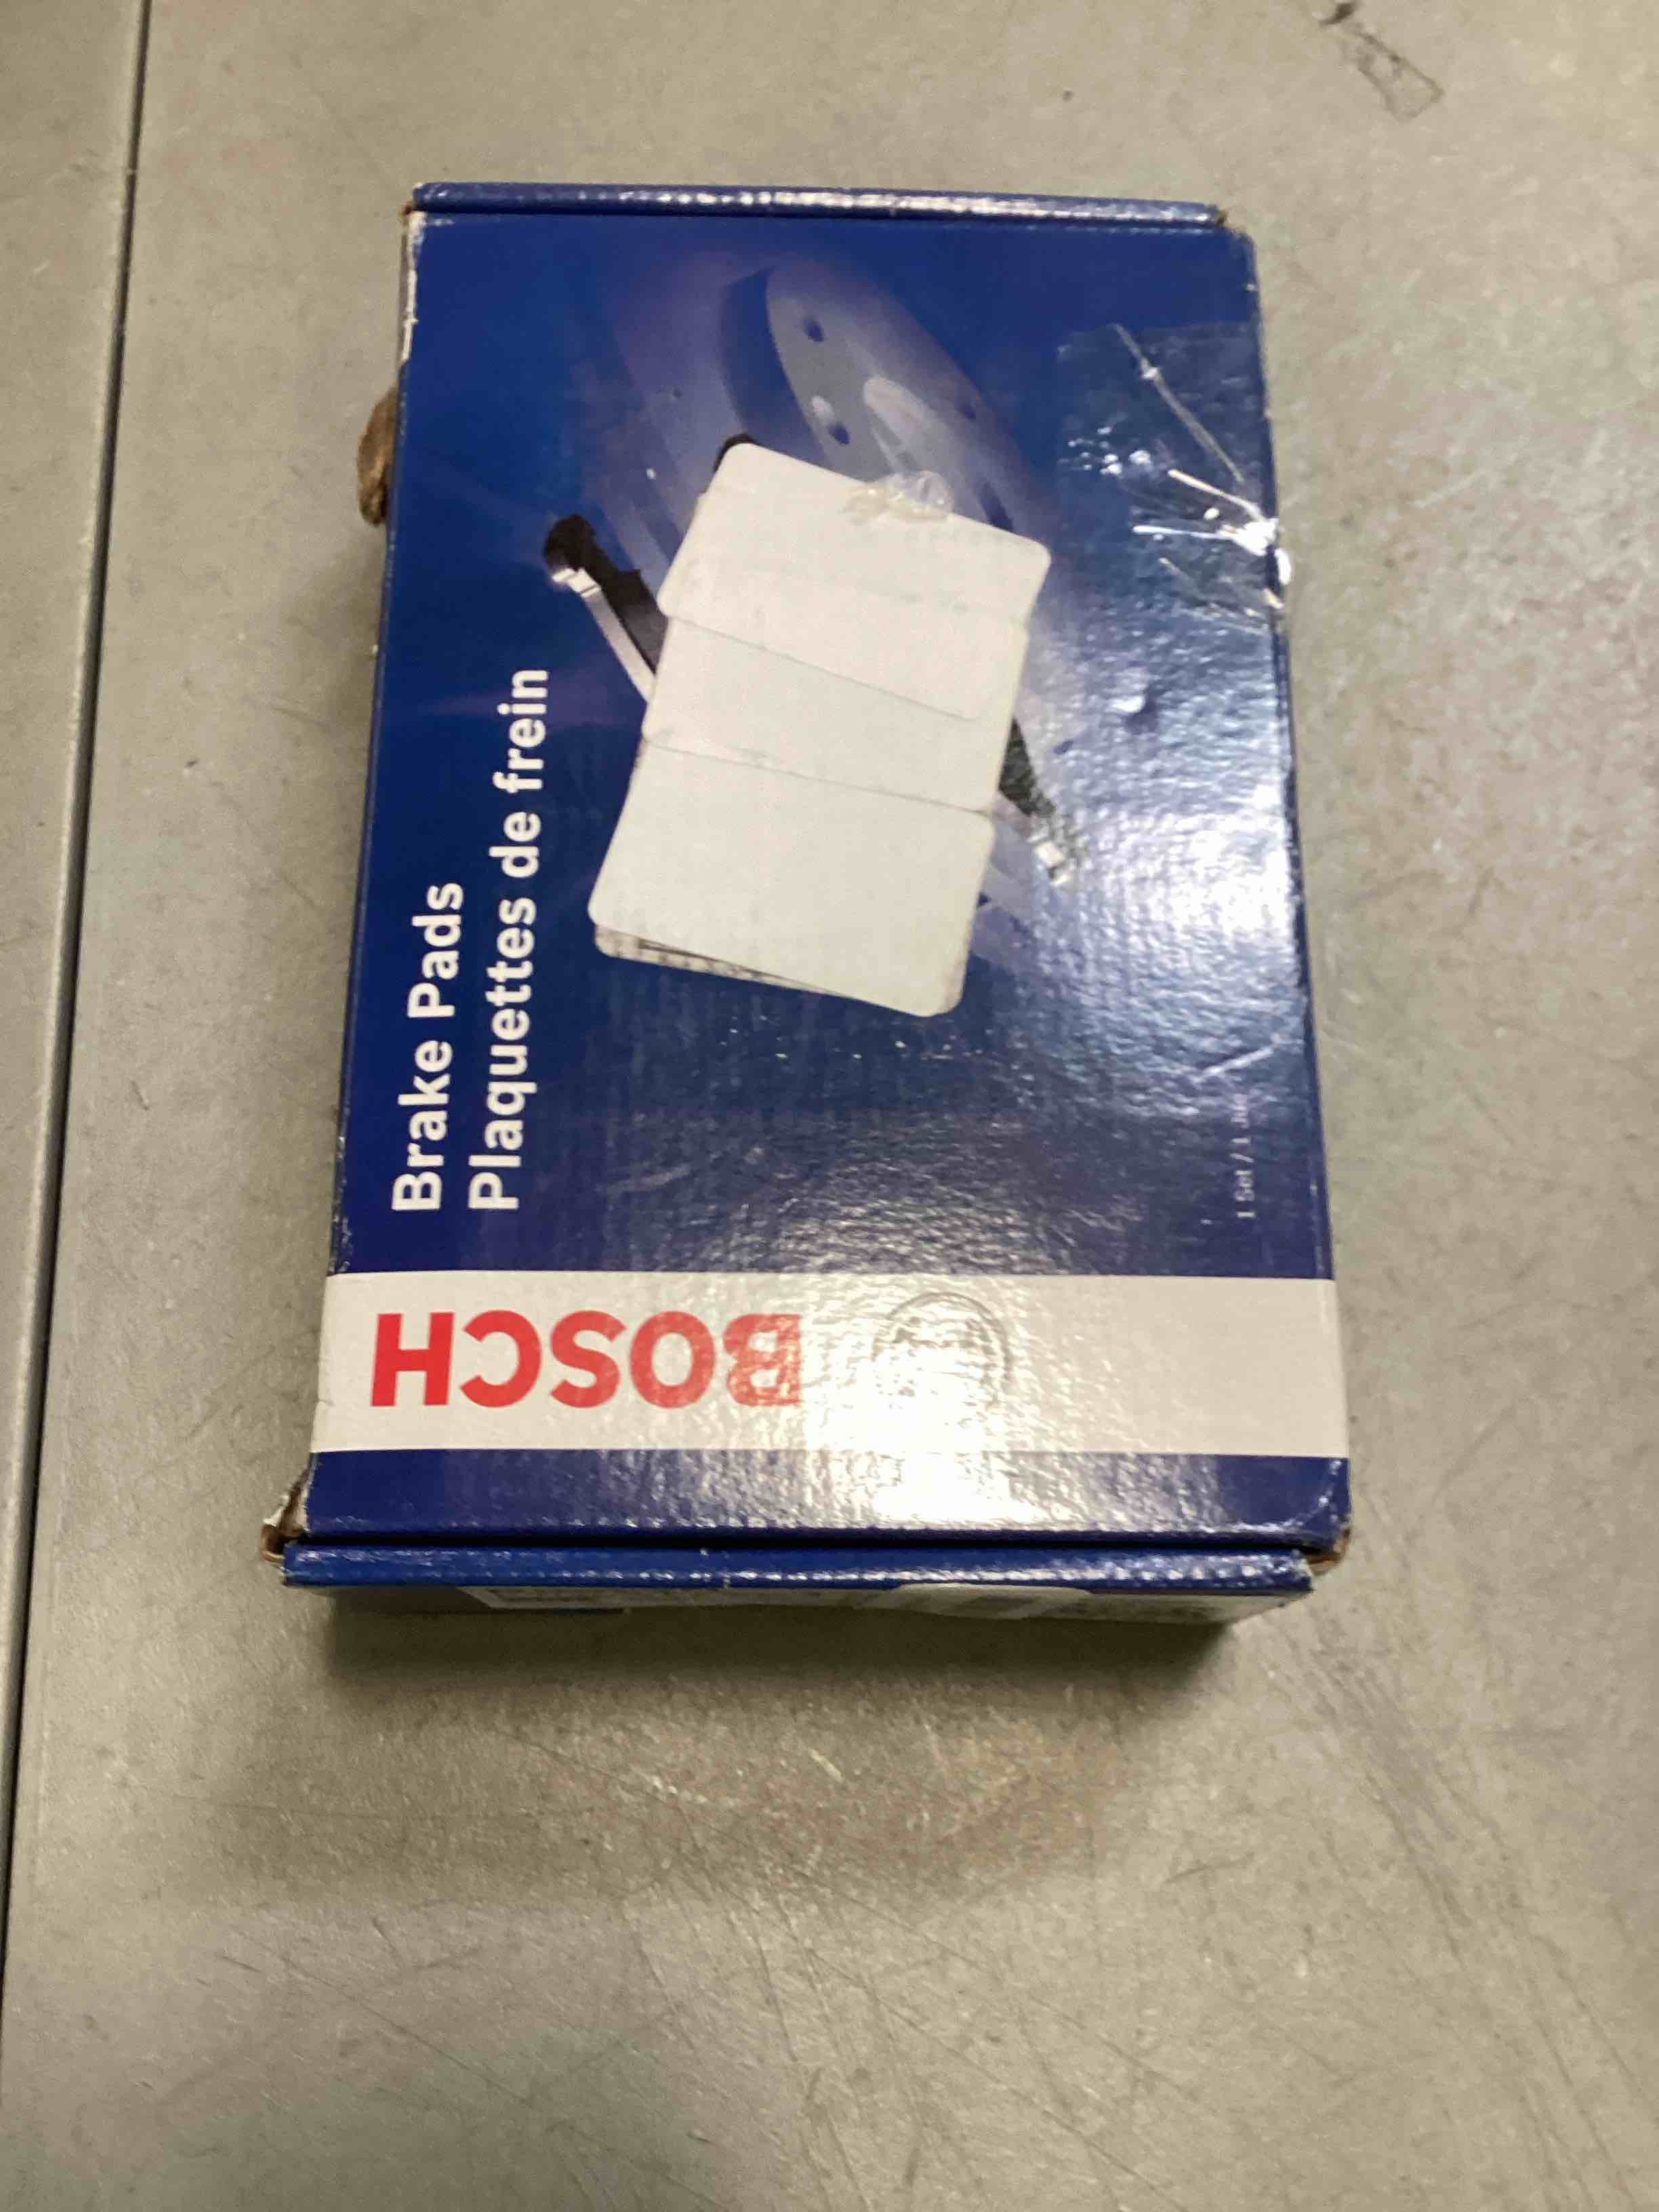 Brake Pads
Plaquettes de frein
1 Set / 1 Jeu
BOSCH